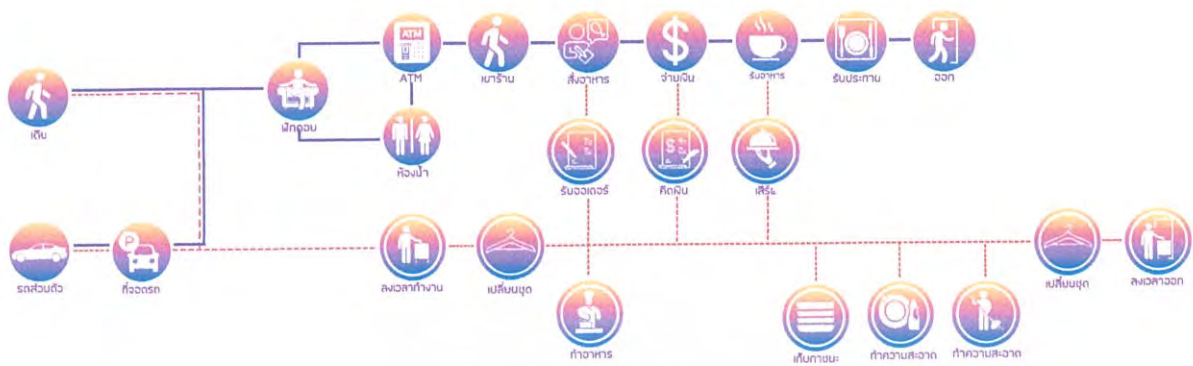 ATM
ATM
เข้าร้าน
สั่งอาหาร
จ่ายเงิน
รับอาหาร
รับประทาน
ออก
เดิน
พักคอย
ห้องน้ำ
รับออเดอร์
คิดเงิน
เสิร์ฟ
P
รถส่วนตัว
ที่จอดรถ
ลงเวลาทำงาน
เปลี่ยนชุด
เปลี่ยนชุด
ลงเวลาออก
ทำอาหาร
เก็บภาชนะ
ทำความสะอาด
ทำความสะอาด